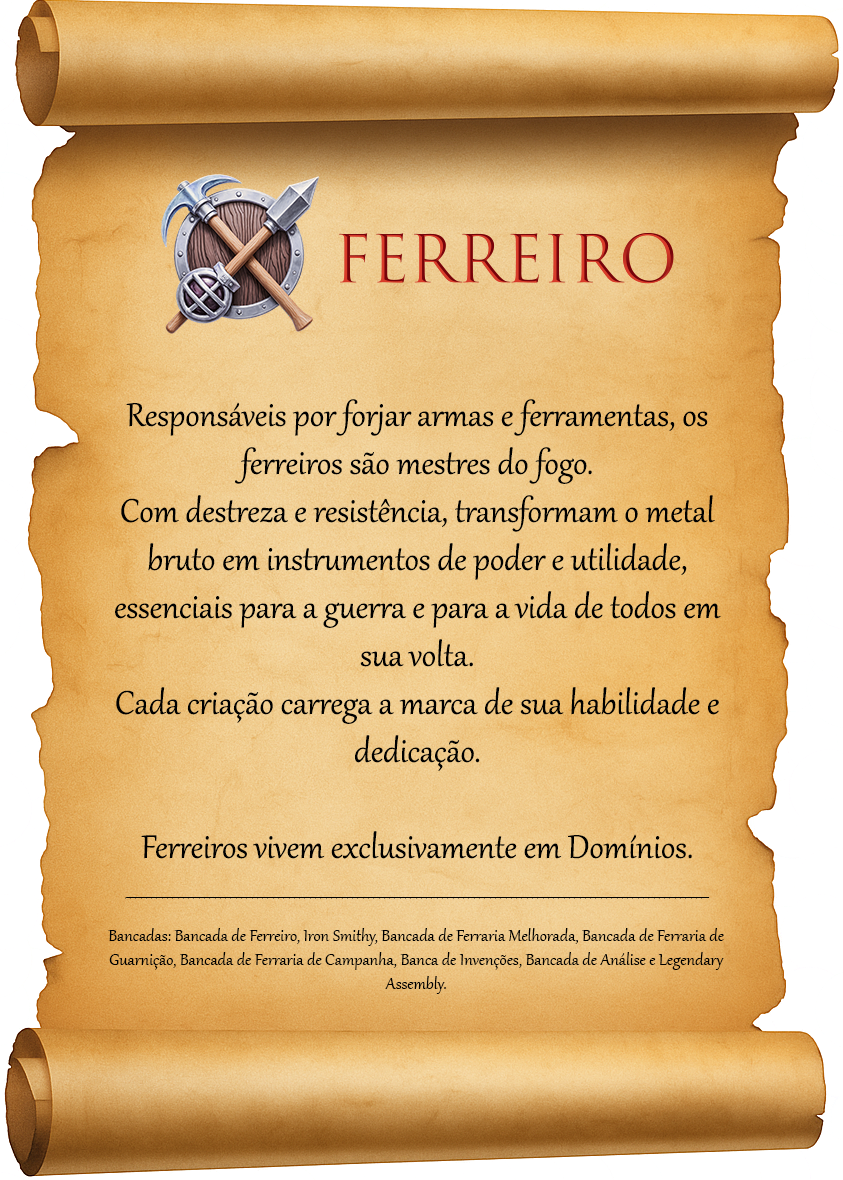 FERREIRO
Responsáveis por forjar armas e ferramentas, os
ferreiros são mestres do fogo.
Com destreza e resistência, transformam o metal
bruto em instrumentos de poder e utilidade,
essenciais para a guerra e para a vida de todos em
sua volta.
Cada criação carrega a marca de sua habilidade e
dedicação.
Ferreiros vivem exclusivamente em Domínios.
Bancadas: Bancada de Ferreiro, Iron Smithy, Bancada de Ferraria Melhorada, Bancada de Ferraria de
Guarnição, Bancada de Ferraria de Campanha, Banca de Invenções, Bancada de Análise e Legendary
Assembly.